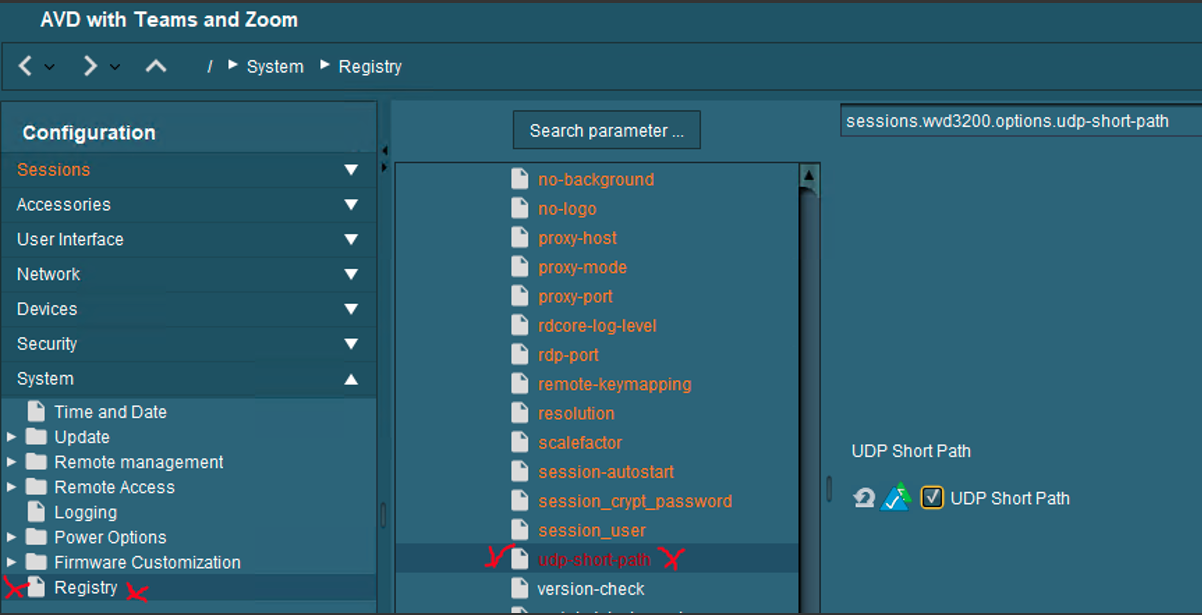 AVD with Teams and Zoom
/ System Registry
Configuration
Sessions
Accessories
User Interface
Network
Devices
Security
System
Time and Date
Update
Remote management
Remote Access
Logging
Power Options
Firmware Customization
Registry
Search parameter ...
no-background
no-logo
proxy-host
proxy-mode
proxy-port
rdcore-log-level
rdp-port
remote-keymapping
resolution
scalefactor
session-autostart
session_crypt_password
session_user
udp-short-path
version-check
sessions.wvd3200.options.udp-short-path
UDP Short Path
UDP Short Path